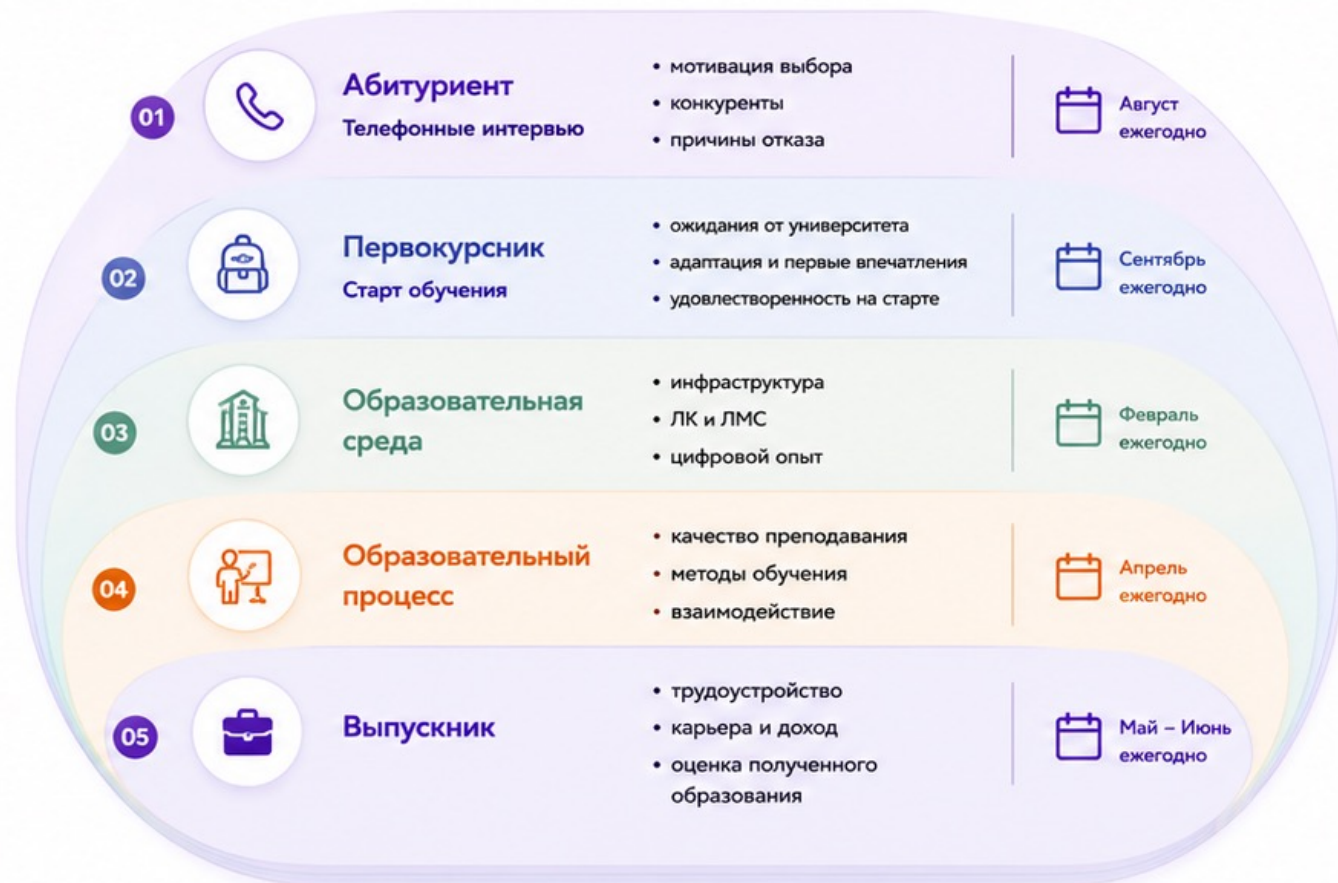 01
Абитуриент
Телефонные интервью
• мотивация выбора
• конкуренты
• причины отказа
Август
ежегодно
02
Первокурсник
Старт обучения
• ожидания от университета
• адаптация и первые впечатления
• удовлестворенность на старте
Сентябрь
ежегодно
03
Образовательная
среда
• инфраструктура
• ЛК и ЛМС
• цифровой опыт
Февраль
ежегодно
04
Образовательный
процесс
• качество преподавания
• методы обучения
• взаимодействие
Апрель
ежегодно
05
Выпускник
• трудоустройство
• карьера и доход
• оценка полученного
образования
Май – Июнь
ежегодно